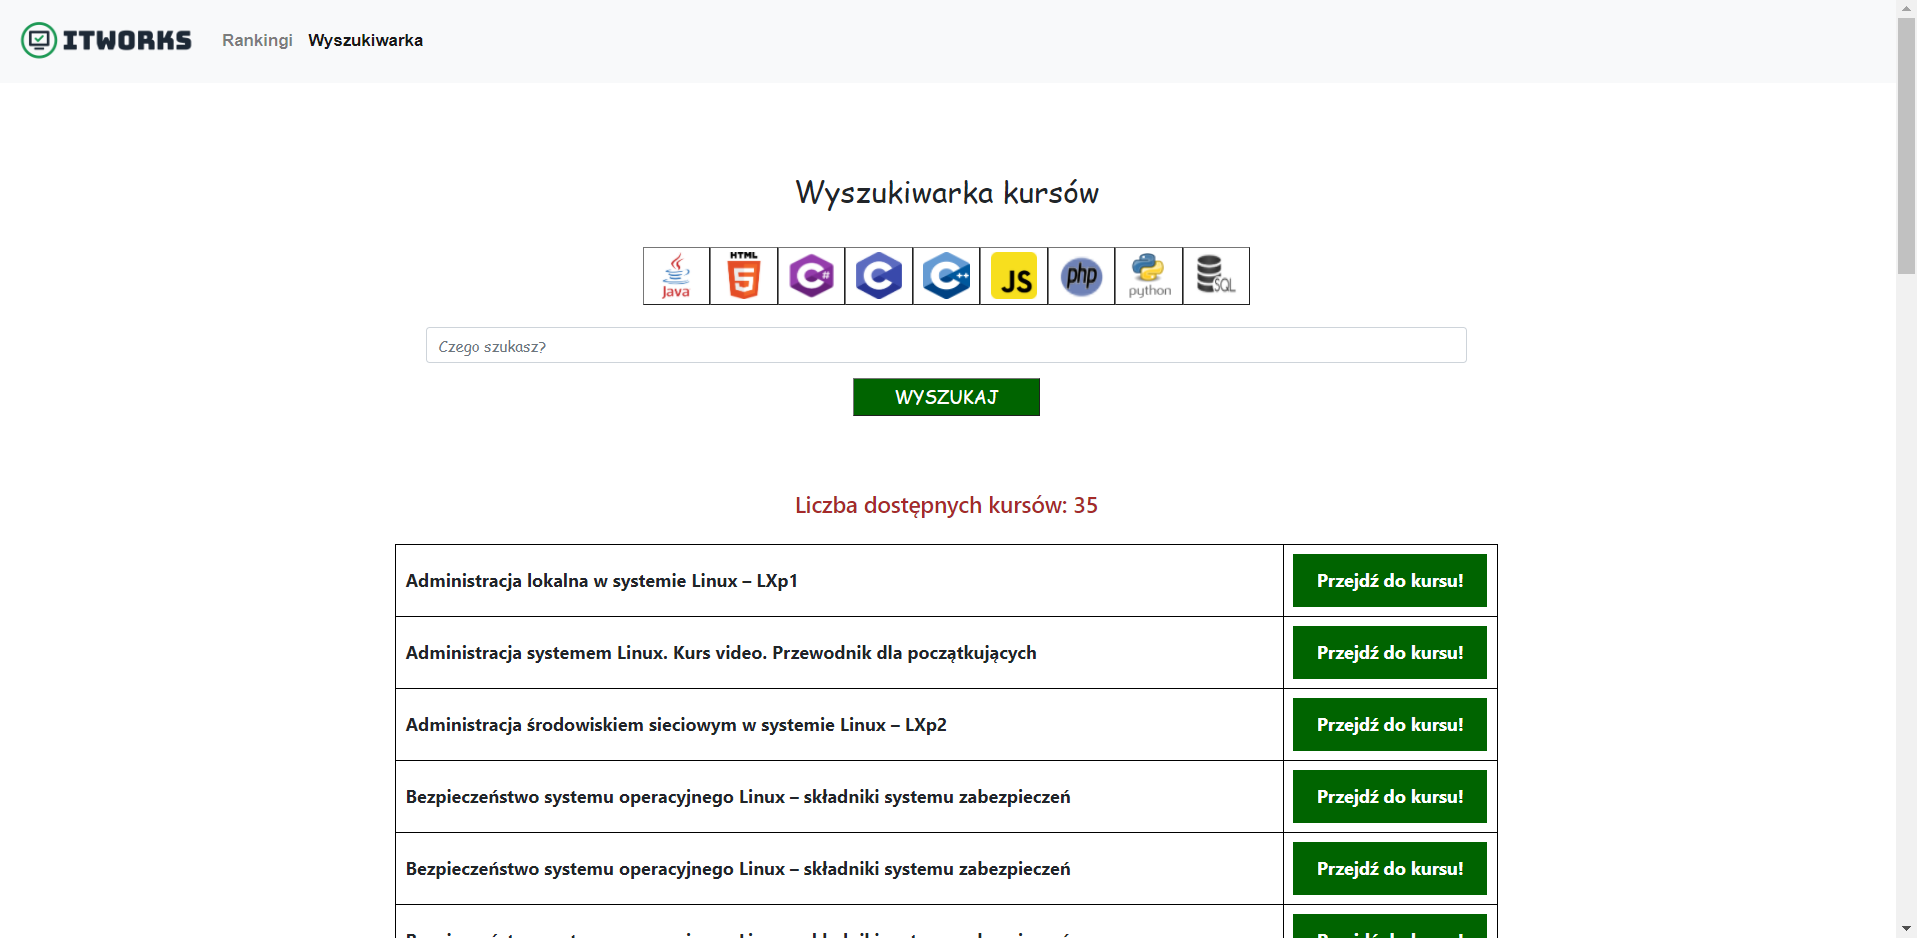 ITWORKS Rankingi Wyszukiwarka
Wyszukiwarka kursów
Java HTML 5 C# C C++ JS php python SQL
Czego szukasz?
WYSZUKAJ
Liczba dostępnych kursów: 35
Administracja lokalna w systemie Linux – LXp1 Przejdź do kursu!
Administracja systemem Linux. Kurs video. Przewodnik dla początkujących Przejdź do kursu!
Administracja środowiskiem sieciowym w systemie Linux – LXp2 Przejdź do kursu!
Bezpieczeństwo systemu operacyjnego Linux – składniki systemu zabezpieczeń Przejdź do kursu!
Bezpieczeństwo systemu operacyjnego Linux – składniki systemu zabezpieczeń Przejdź do kursu!